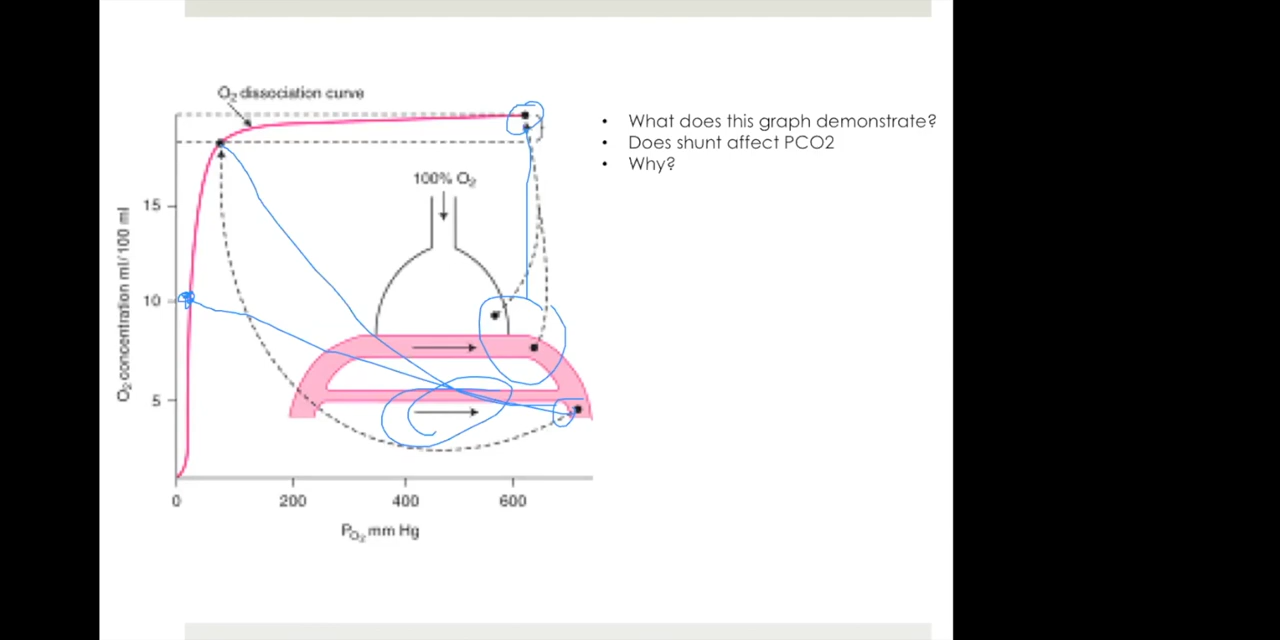 O₂ dissociation curve
100% O₂
15
10
5
O₂ concentration ml/100 ml
0 200 400 600
PO₂ mm Hg
• What does this graph demonstrate?
• Does shunt affect PCO2
• Why?